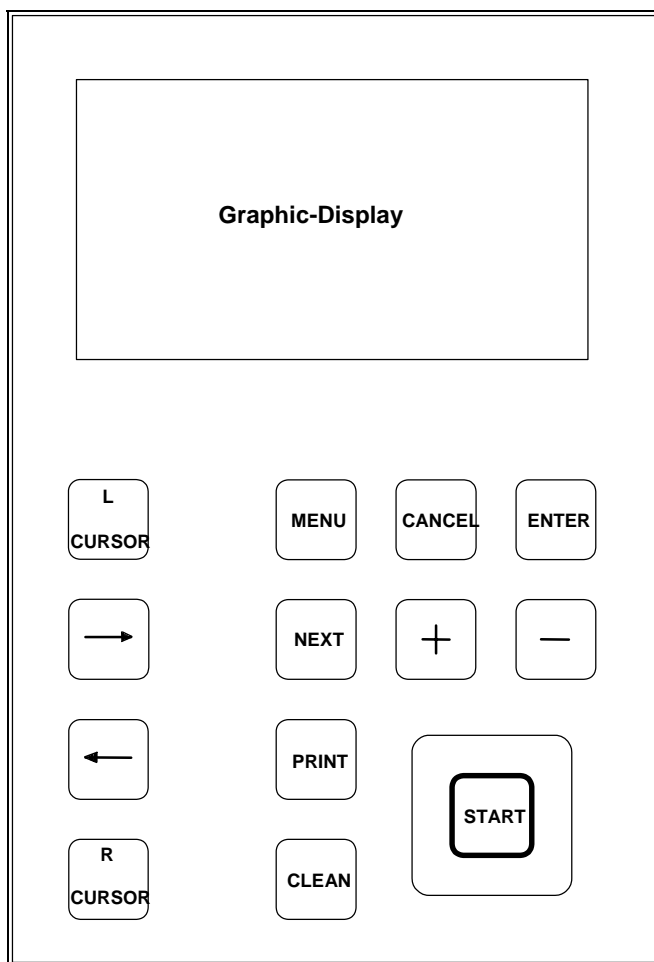 Graphic-Display
L
CURSOR
MENU
CANCEL
ENTER
NEXT
+
−
PRINT
START
R
CURSOR
CLEAN